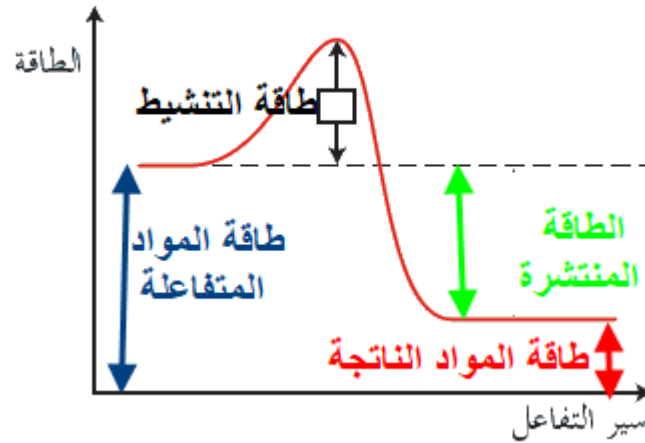 الطاقة
طاقة التنشيط
طاقة المواد
المتفاعلة
الطاقة
المنتشرة
طاقة المواد الناتجة
سير التفاعل